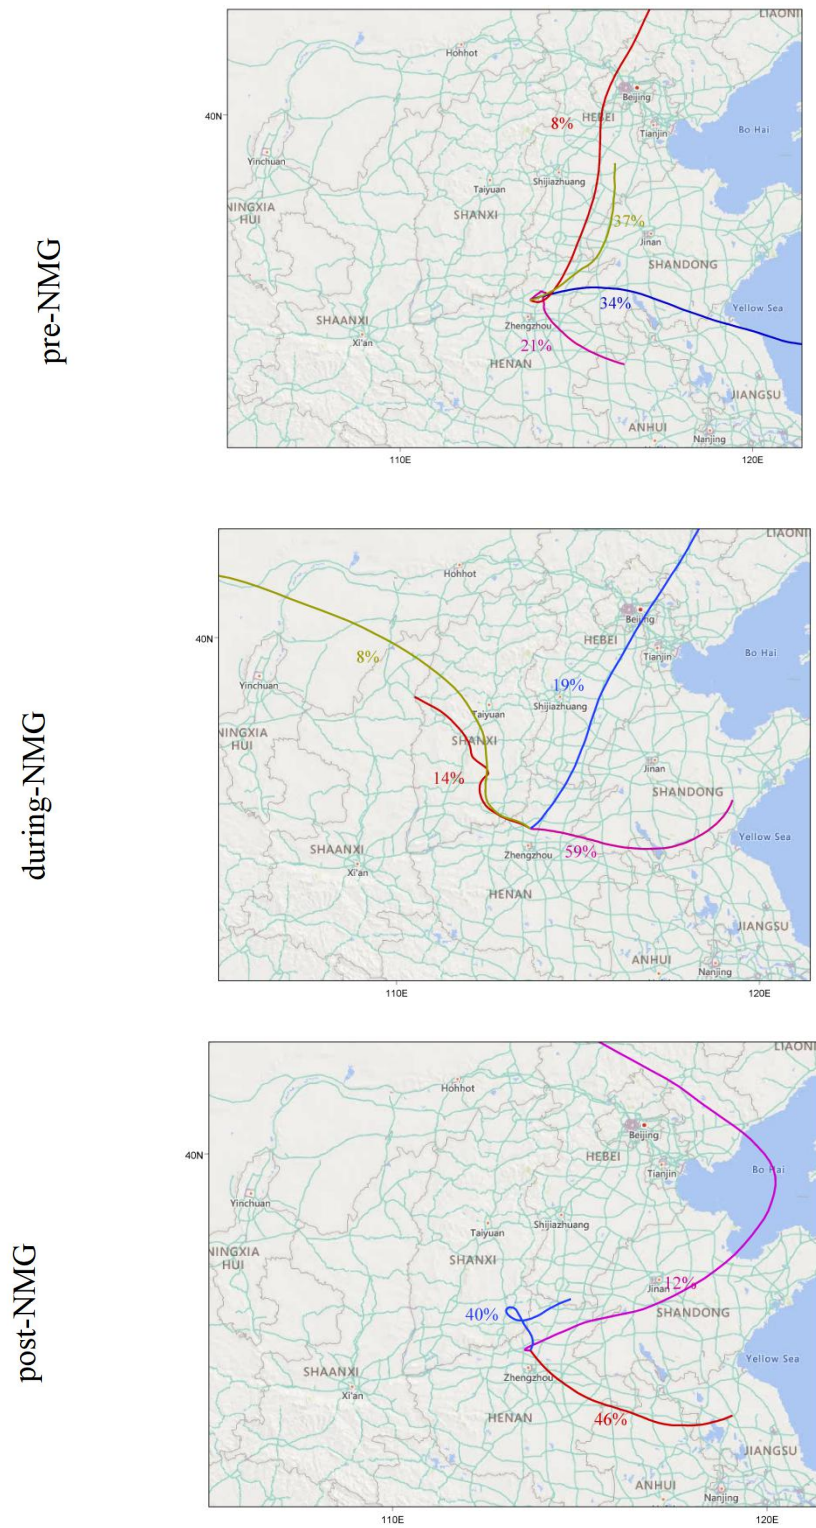 pre-NMG
LIAONI
Hohhot
Beijing
40N
HEBEI
8%
Tianjin
Bo Hai
Yinchuan
Taiyuan
Shijiazhuang
NINGXIA
HUI
SHANXI
37%
Jinan
SHANDONG
34%
Yellow Sea
SHAANXI
Zhengzhou
Xi'an
21%
HENAN
JIANGSU
ANHUI
Nanjing
110E
120E
during-NMG
LIAONI
Hohhot
Beijing
40N
HEBEI
8%
Tianjin
Bo Hai
Yinchuan
19%
Shijiazhuang
Taiyuan
NINGXIA
HUI
SHANXI
14%
Jinan
SHANDONG
Yellow Sea
SHAANXI
Zhengzhou
59%
Xi'an
HENAN
JIANGSU
ANHUI
Nanjing
110E
120E
post-NMG
LIAONI
Hohhot
Beijing
40N
HEBEI
Tianjin
Bo Hai
Yinchuan
Shijiazhuang
Taiyuan
NINGXIA
HUI
SHANXI
Jinan
12%
40%
SHANDONG
Yellow Sea
SHAANXI
Zhengzhou
Xi'an
HENAN
46%
JIANGSU
ANHUI
Nanjing
110E
120E